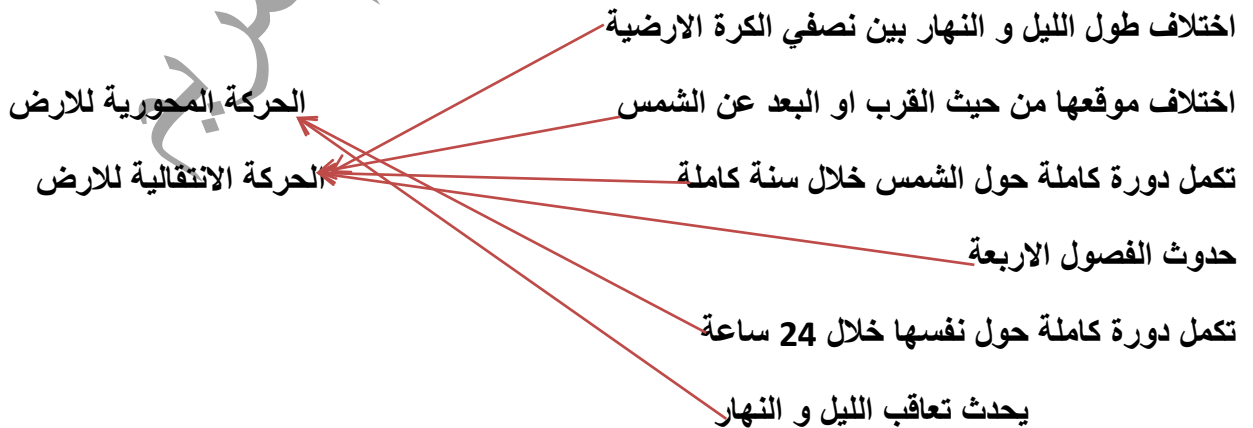 اختلاف طول الليل و النهار بين نصفي الكرة الارضية
اختلاف موقعها من حيث القرب او البعد عن الشمس
الحركة المحورية للارض
تكمل دورة كاملة حول الشمس خلال سنة كاملة
الحركة الانتقالية للارض
حدوث الفصول الاربعة
تكمل دورة كاملة حول نفسها خلال 24 ساعة
يحدث تعاقب الليل و النهار